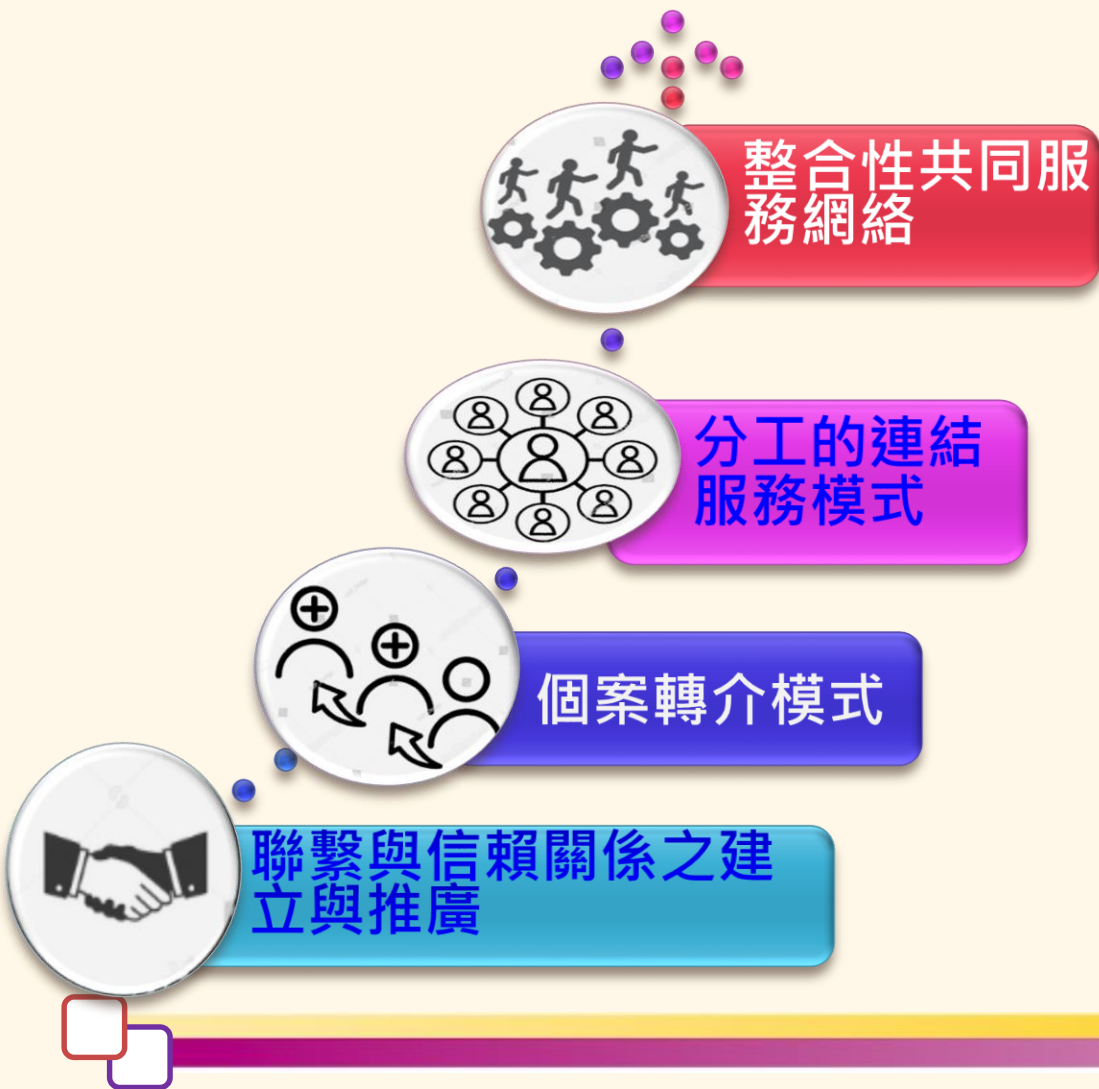 整合性共同服
務網絡
分工的連結
服務模式
個案轉介模式
聯繫與信賴關係之建
立與推廣